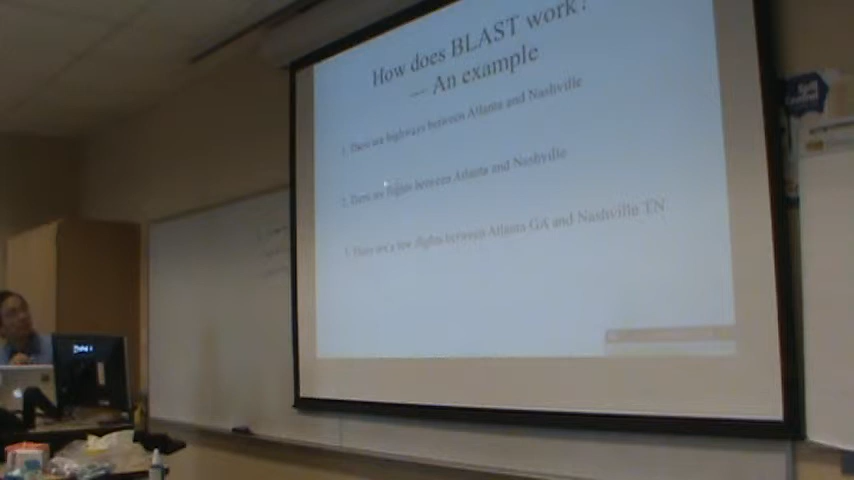 How does BLAST work?
— An example
1. There are highways between Atlanta and Nashville
2. There are flights between Atlanta and Nashville
3. There are a few flights between Atlanta GA and Nashville TN